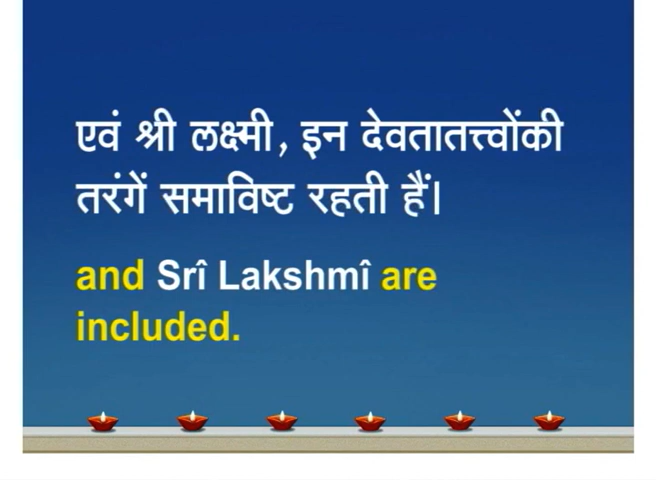 एवं श्री लक्ष्मी, इन देवतातत्त्वोंकी
तरंगें समाविष्ट रहती हैं।
and Srî Lakshmî are
included.